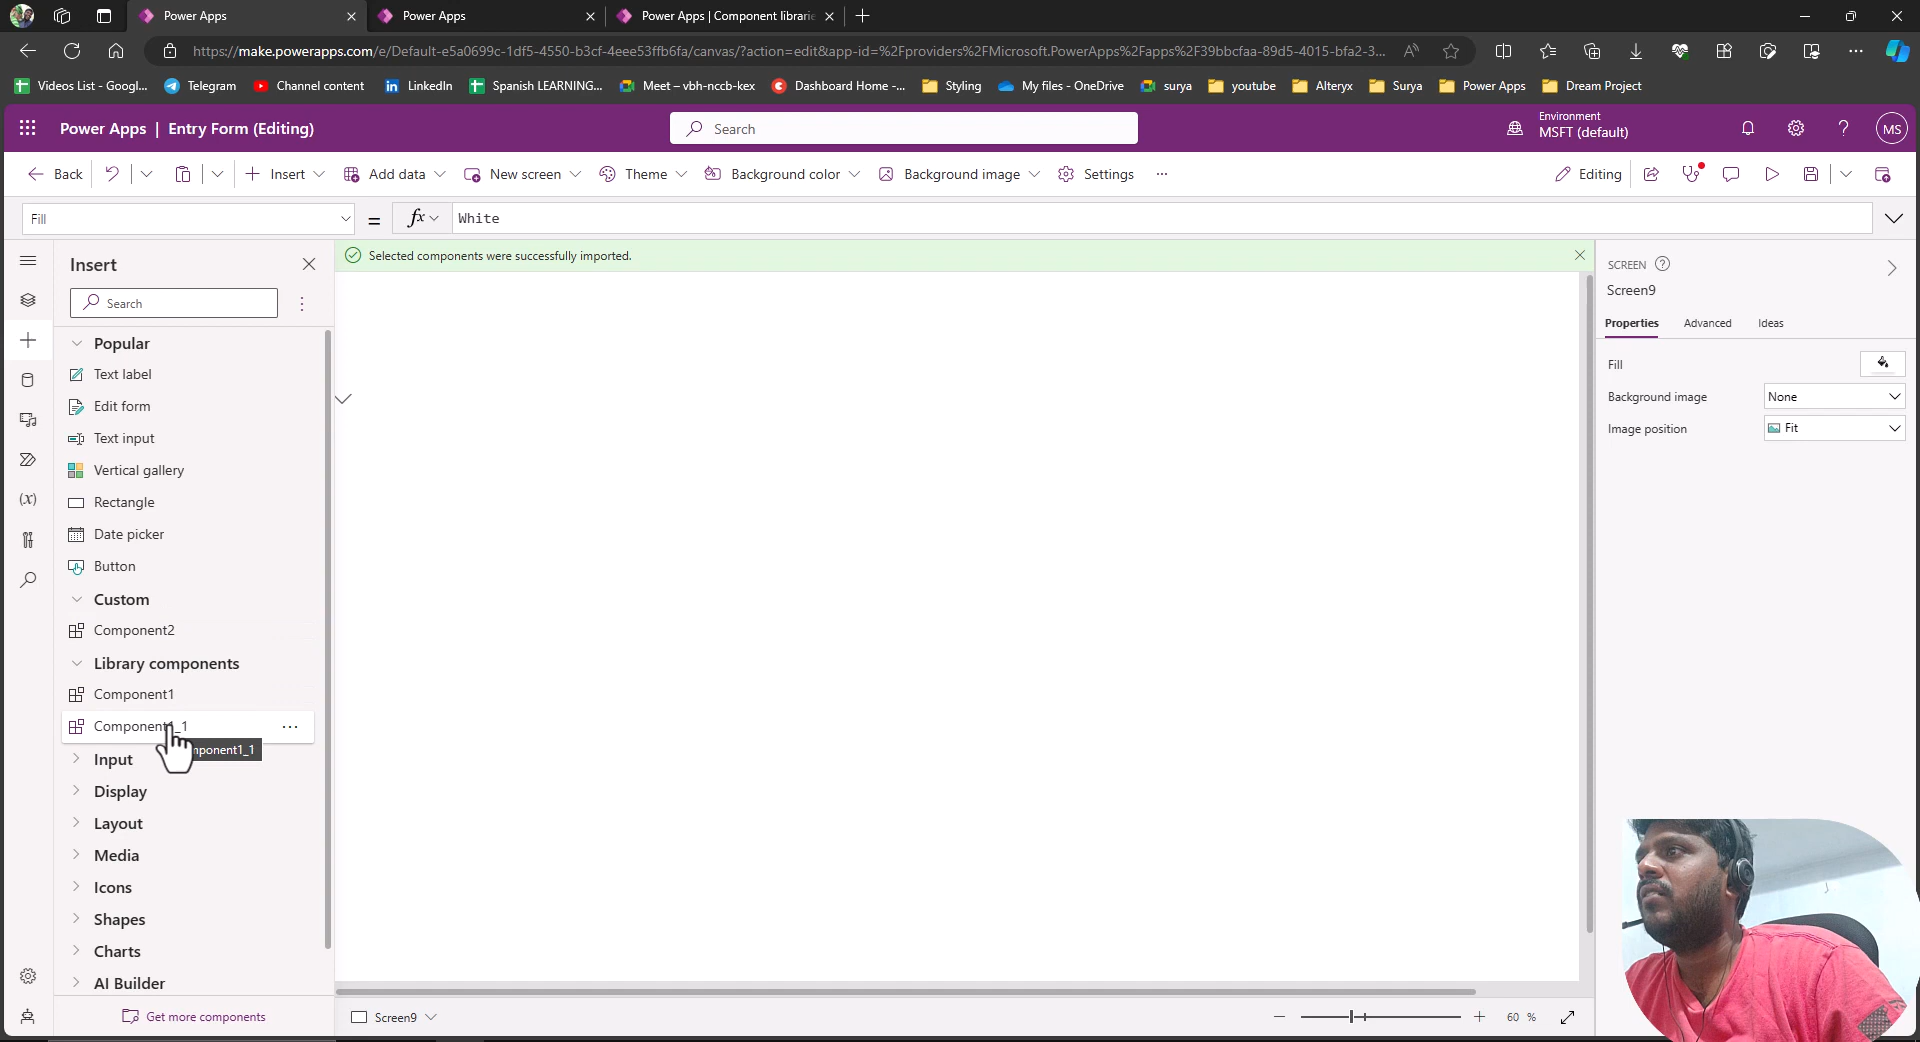 Power Apps
Power Apps
Power Apps | Component librarie
https://make.powerapps.com/e/Default-e5a0699c-1df5-4550-b3cf-4eee53ffb6fa/canvas/?action=edit&app-id=%2Fproviders%2FMicrosoft.PowerApps%2Fapps%2F39bbcfaa-89d5-4015-bfa2-3...
Videos List - Googl...
Telegram
Channel content
LinkedIn
Spanish LEARNING...
Meet – vbh-nccb-kex
Dashboard Home -...
Styling
My files - OneDrive
surya
youtube
Alteryx
Surya
Power Apps
Dream Project
Power Apps | Entry Form (Editing)
Search
Environment
MSFT (default)
?
MS
Back
Insert
Add data
New screen
Theme
Background color
Background image
Settings
...
Editing
Fill
=
fx
White
Insert
Search
Popular
Text label
Edit form
Text input
Vertical gallery
Rectangle
Date picker
Button
Custom
Component2
Library components
Component1
Component1_1
...
mponent1_1
Input
Display
Layout
Media
Icons
Shapes
Charts
AI Builder
Get more components
(x)
Selected components were successfully imported.
SCREEN
Screen9
Properties
Advanced
Ideas
Fill
Background image
None
Image position
Fit
Screen9
60 %